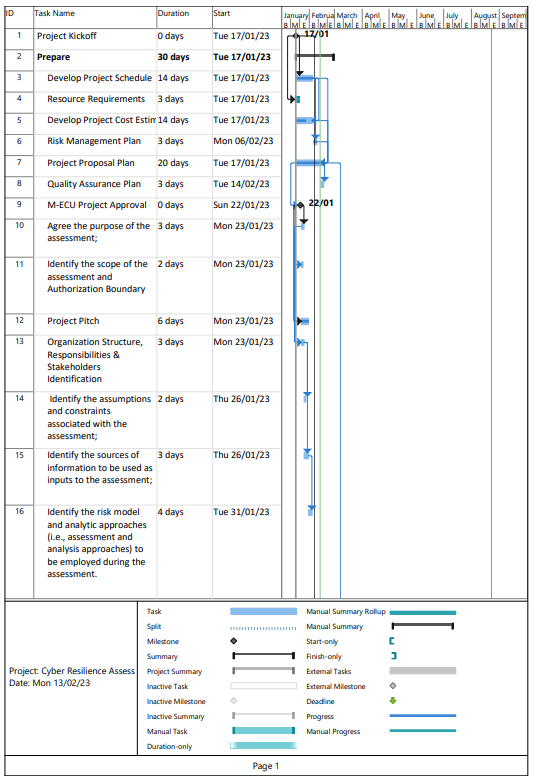 ID Task Name Duration Start January Februa March April May June July August Septem
B M E B M E B M E B M E B M E B M E B M E B M E B M E
1 Project Kickoff 0 days Tue 17/01/23 17/01
2 Prepare 30 days Tue 17/01/23
3 Develop Project Schedule 14 days Tue 17/01/23
4 Resource Requirements 3 days Tue 17/01/23
5 Develop Project Cost Estim 14 days Tue 17/01/23
6 Risk Management Plan 3 days Mon 06/02/23
7 Project Proposal Plan 20 days Tue 17/01/23
8 Quality Assurance Plan 3 days Tue 14/02/23
9 M-ECU Project Approval 0 days Sun 22/01/23 22/01
10 Agree the purpose of the 3 days Mon 23/01/23
assessment;
11 Identify the scope of the 2 days Mon 23/01/23
assessment and
Authorization Boundary
12 Project Pitch 6 days Mon 23/01/23
13 Organization Structure, 3 days Mon 23/01/23
Responsibilities &
Stakeholders
Identification
14 Identify the assumptions 2 days Thu 26/01/23
and constraints
associated with the
assessment;
15 Identify the sources of 3 days Thu 26/01/23
information to be used as
inputs to the assessment;
16 Identify the risk model 4 days Tue 31/01/23
and analytic approaches
(i.e., assessment and
analysis approaches) to
be employed during the
assessment.
Project: Cyber Resilience Assess
Date: Mon 13/02/23
Task
Split
Milestone
Summary
Project Summary
Inactive Task
Inactive Milestone
Inactive Summary
Manual Task
Duration-only
Manual Summary Rollup
Manual Summary
Start-only
Finish-only
External Tasks
External Milestone
Deadline
Progress
Manual Progress
Page 1